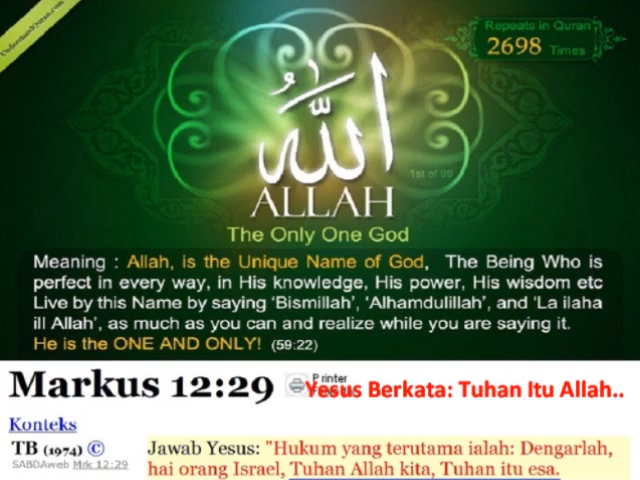 UnderstandQuran.com
Repeats in Quran
2698 Times
الله
1st of 99
ALLAH
The Only One God
Meaning : Allah, is the Unique Name of God, The Being Who is
perfect in every way, in His knowledge, His power, His wisdom etc
Live by this Name by saying ‘Bismillah’, ‘Alhamdulillah’, and ‘La ilaha
ill Allah’, as much as you can and realize while you are saying it.
He is the ONE AND ONLY! (59:22)
Markus 12:29 Printer
Yesus Berkata: Tuhan Itu Allah..
Konteks
TB (1974) ©
SABDAweb Mrk 12:29
Jawab Yesus: "Hukum yang terutama ialah: Dengarlah,
hai orang Israel, Tuhan Allah kita, Tuhan itu esa.